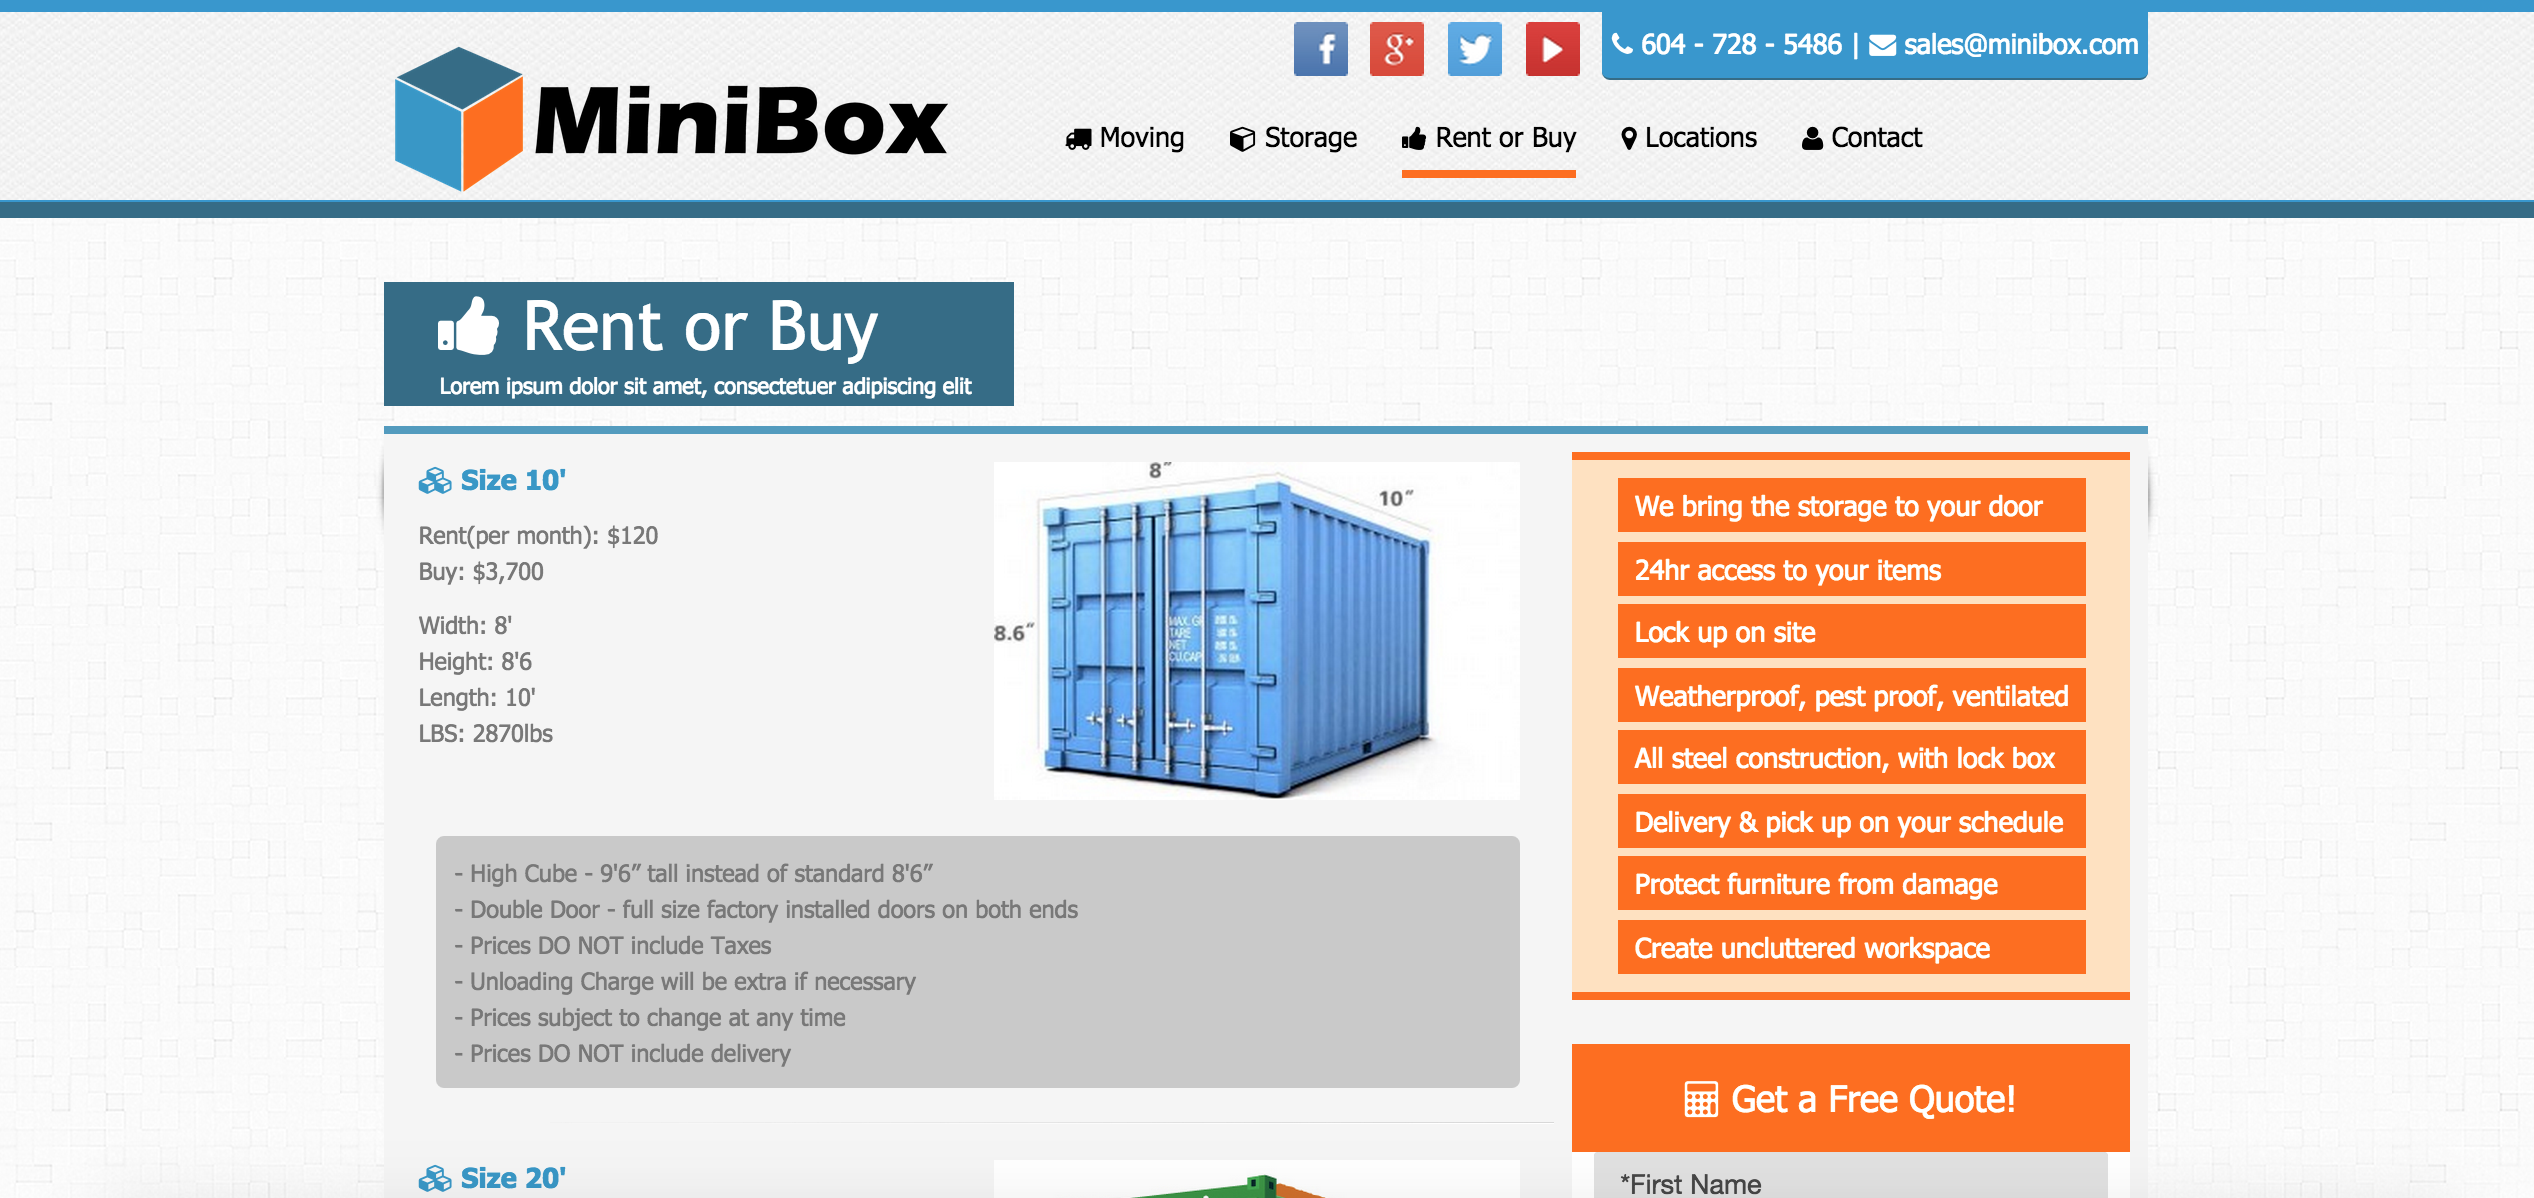 604 - 728 - 5486 | sales@minibox.com
MiniBox
Moving Storage Rent or Buy Locations Contact
Rent or Buy
Lorem ipsum dolor sit amet, consectetuer adipiscing elit
Size 10'
Rent(per month): $120
Buy: $3,700
Width: 8'
Height: 8'6
Length: 10'
LBS: 2870lbs
8″
10″
8.6″
MAX. G
TARE
NET
CU.CAP
- High Cube - 9'6” tall instead of standard 8'6”
- Double Door - full size factory installed doors on both ends
- Prices DO NOT include Taxes
- Unloading Charge will be extra if necessary
- Prices subject to change at any time
- Prices DO NOT include delivery
Size 20'
We bring the storage to your door
24hr access to your items
Lock up on site
Weatherproof, pest proof, ventilated
All steel construction, with lock box
Delivery & pick up on your schedule
Protect furniture from damage
Create uncluttered workspace
Get a Free Quote!
*First Name